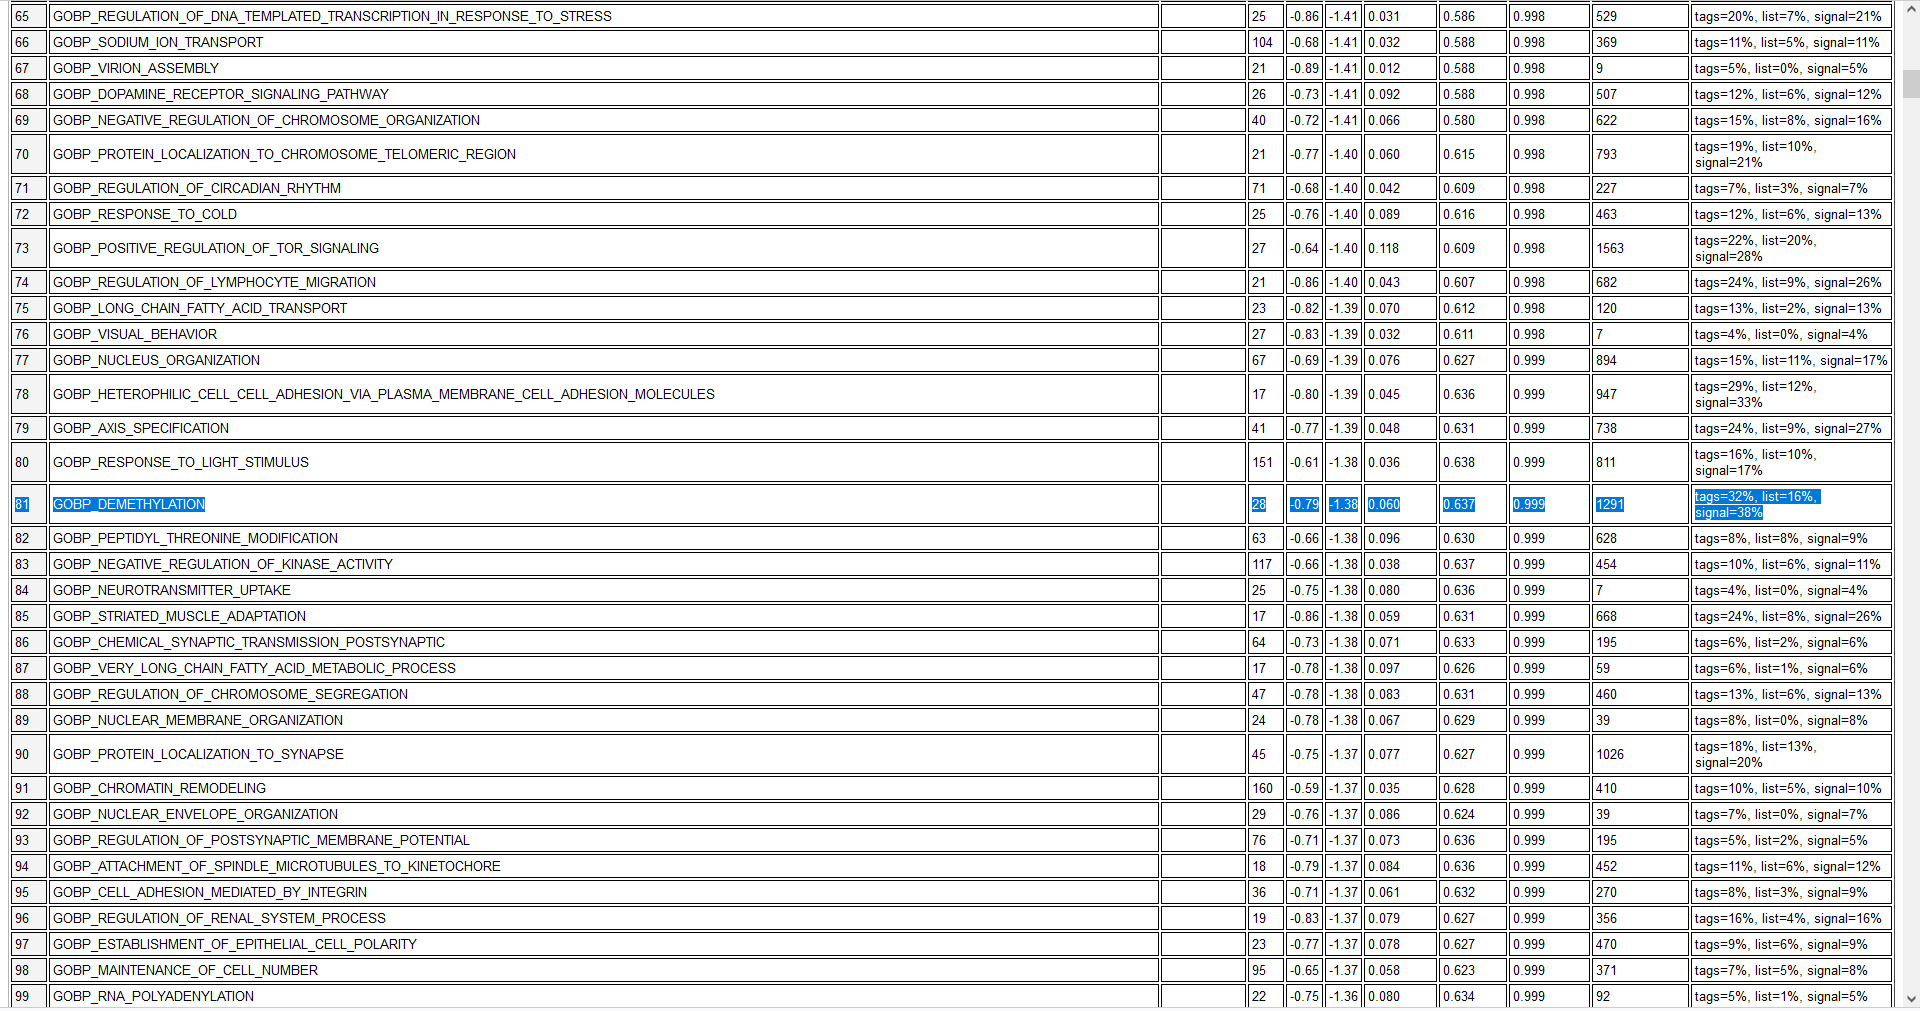 65 GOBP_REGULATION_OF_DNA_TEMPLATED_TRANSCRIPTION_IN_RESPONSE_TO_STRESS 25 -0.86 -1.41 0.031 0.586 0.998 529 tags=20%, list=7%, signal=21%
66 GOBP_SODIUM_ION_TRANSPORT 104 -0.68 -1.41 0.032 0.588 0.998 369 tags=11%, list=5%, signal=11%
67 GOBP_VIRION_ASSEMBLY 21 -0.89 -1.41 0.012 0.588 0.998 9 tags=5%, list=0%, signal=5%
68 GOBP_DOPAMINE_RECEPTOR_SIGNALING_PATHWAY 26 -0.73 -1.41 0.092 0.588 0.998 507 tags=12%, list=6%, signal=12%
69 GOBP_NEGATIVE_REGULATION_OF_CHROMOSOME_ORGANIZATION 40 -0.72 -1.41 0.066 0.580 0.998 622 tags=15%, list=8%, signal=16%
70 GOBP_PROTEIN_LOCALIZATION_TO_CHROMOSOME_TELOMERIC_REGION 21 -0.77 -1.40 0.060 0.615 0.998 793 tags=19%, list=10%,
signal=21%
71 GOBP_REGULATION_OF_CIRCADIAN_RHYTHM 71 -0.68 -1.40 0.042 0.609 0.998 227 tags=7%, list=3%, signal=7%
72 GOBP_RESPONSE_TO_COLD 25 -0.76 -1.40 0.089 0.616 0.998 463 tags=12%, list=6%, signal=13%
73 GOBP_POSITIVE_REGULATION_OF_TOR_SIGNALING 27 -0.64 -1.40 0.118 0.609 0.998 1563 tags=22%, list=20%,
signal=28%
74 GOBP_REGULATION_OF_LYMPHOCYTE_MIGRATION 21 -0.86 -1.40 0.043 0.607 0.998 682 tags=24%, list=9%, signal=26%
75 GOBP_LONG_CHAIN_FATTY_ACID_TRANSPORT 23 -0.82 -1.39 0.070 0.612 0.998 120 tags=13%, list=2%, signal=13%
76 GOBP_VISUAL_BEHAVIOR 27 -0.83 -1.39 0.032 0.611 0.998 7 tags=4%, list=0%, signal=4%
77 GOBP_NUCLEUS_ORGANIZATION 67 -0.69 -1.39 0.076 0.627 0.999 894 tags=15%, list=11%, signal=17%
78 GOBP_HETEROPHILIC_CELL_CELL_ADHESION_VIA_PLASMA_MEMBRANE_CELL_ADHESION_MOLECULES 17 -0.80 -1.39 0.045 0.636 0.999 947 tags=29%, list=12%,
signal=33%
79 GOBP_AXIS_SPECIFICATION 41 -0.77 -1.39 0.048 0.631 0.999 738 tags=24%, list=9%, signal=27%
80 GOBP_RESPONSE_TO_LIGHT_STIMULUS 151 -0.61 -1.38 0.036 0.638 0.999 811 tags=16%, list=10%,
signal=17%
81 GOBP_DEMETHYLATION 28 -0.79 -1.38 0.060 0.637 0.999 1291 tags=32%, list=16%,
signal=38%
82 GOBP_PEPTIDYL_THREONINE_MODIFICATION 63 -0.66 -1.38 0.096 0.630 0.999 628 tags=8%, list=8%, signal=9%
83 GOBP_NEGATIVE_REGULATION_OF_KINASE_ACTIVITY 117 -0.66 -1.38 0.038 0.637 0.999 454 tags=10%, list=6%, signal=11%
84 GOBP_NEUROTRANSMITTER_UPTAKE 25 -0.75 -1.38 0.080 0.636 0.999 7 tags=4%, list=0%, signal=4%
85 GOBP_STRIATED_MUSCLE_ADAPTATION 17 -0.86 -1.38 0.059 0.631 0.999 668 tags=24%, list=8%, signal=26%
86 GOBP_CHEMICAL_SYNAPTIC_TRANSMISSION_POSTSYNAPTIC 64 -0.73 -1.38 0.071 0.633 0.999 195 tags=6%, list=2%, signal=6%
87 GOBP_VERY_LONG_CHAIN_FATTY_ACID_METABOLIC_PROCESS 17 -0.78 -1.38 0.097 0.626 0.999 59 tags=6%, list=1%, signal=6%
88 GOBP_REGULATION_OF_CHROMOSOME_SEGREGATION 47 -0.78 -1.38 0.083 0.631 0.999 460 tags=13%, list=6%, signal=13%
89 GOBP_NUCLEAR_MEMBRANE_ORGANIZATION 24 -0.78 -1.38 0.067 0.629 0.999 39 tags=8%, list=0%, signal=8%
90 GOBP_PROTEIN_LOCALIZATION_TO_SYNAPSE 45 -0.75 -1.37 0.077 0.627 0.999 1026 tags=18%, list=13%,
signal=20%
91 GOBP_CHROMATIN_REMODELING 160 -0.59 -1.37 0.035 0.628 0.999 410 tags=10%, list=5%, signal=10%
92 GOBP_NUCLEAR_ENVELOPE_ORGANIZATION 29 -0.76 -1.37 0.086 0.624 0.999 39 tags=7%, list=0%, signal=7%
93 GOBP_REGULATION_OF_POSTSYNAPTIC_MEMBRANE_POTENTIAL 76 -0.71 -1.37 0.073 0.636 0.999 195 tags=5%, list=2%, signal=5%
94 GOBP_ATTACHMENT_OF_SPINDLE_MICROTUBULES_TO_KINETOCHORE 18 -0.79 -1.37 0.084 0.636 0.999 452 tags=11%, list=6%, signal=12%
95 GOBP_CELL_ADHESION_MEDIATED_BY_INTEGRIN 36 -0.71 -1.37 0.061 0.632 0.999 270 tags=8%, list=3%, signal=9%
96 GOBP_REGULATION_OF_RENAL_SYSTEM_PROCESS 19 -0.83 -1.37 0.079 0.627 0.999 356 tags=16%, list=4%, signal=16%
97 GOBP_ESTABLISHMENT_OF_EPITHELIAL_CELL_POLARITY 23 -0.77 -1.37 0.078 0.627 0.999 470 tags=9%, list=6%, signal=9%
98 GOBP_MAINTENANCE_OF_CELL_NUMBER 95 -0.65 -1.37 0.058 0.623 0.999 371 tags=7%, list=5%, signal=8%
99 GOBP_RNA_POLYADENYLATION 22 -0.75 -1.36 0.080 0.634 0.999 92 tags=5%, list=1%, signal=5%